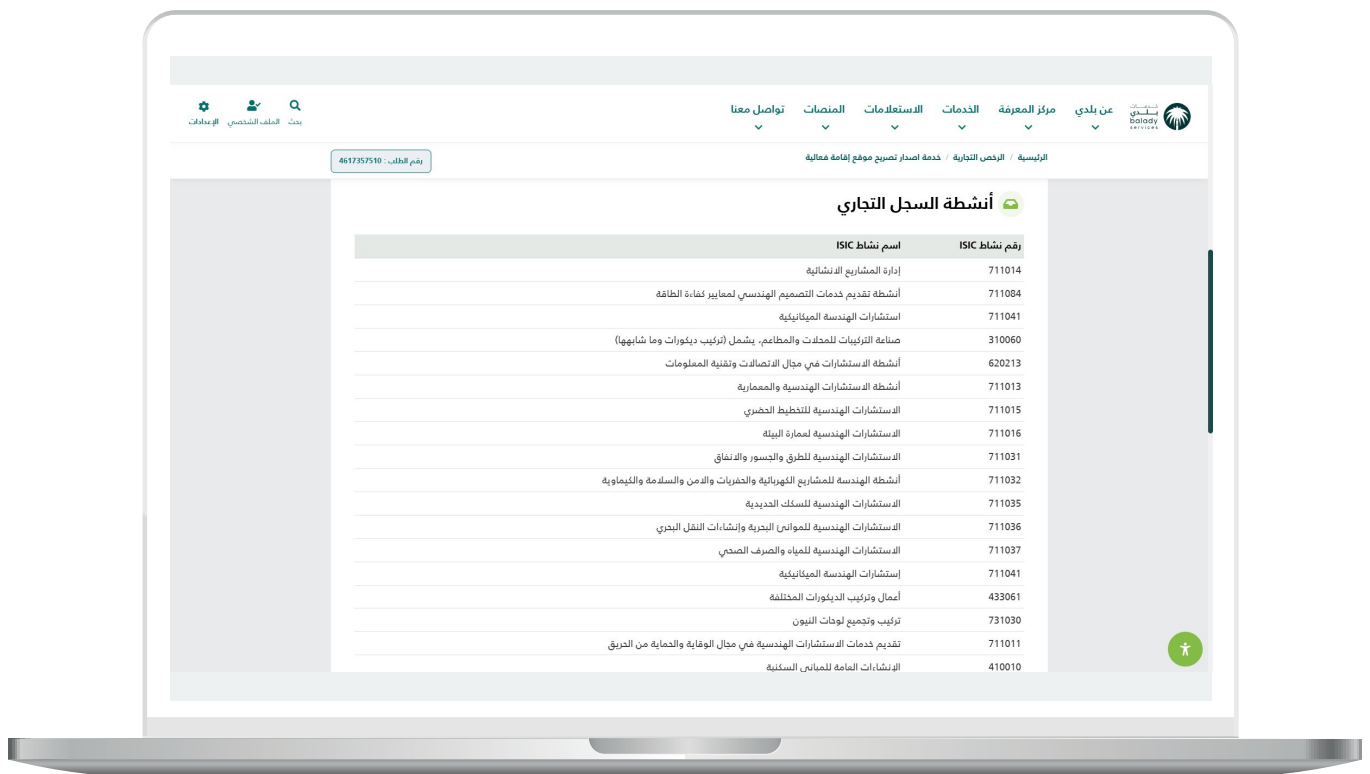 خدمات
بلدي
balady
services
عن بلدي
مركز المعرفة
الخدمات
الاستعلامات
المنصات
تواصل معنا
بحث
الملف الشخصي
الإعدادات
الرئيسية / الرخص التجارية / خدمة اصدار تصريح موقع إقامة فعالية
رقم الطلب : 4617357510
أنشطة السجل التجاري
رقم نشاط ISIC اسم نشاط ISIC
711014 إدارة المشاريع الانشائية
711084 أنشطة تقديم خدمات التصميم الهندسي لمعايير كفاءة الطاقة
711041 استشارات الهندسة الميكانيكية
310060 صناعة التركيبات للمحلات والمطاعم، يشمل (تركيب ديكورات وما شابهها)
620213 أنشطة الاستشارات في مجال الاتصالات وتقنية المعلومات
711013 أنشطة الاستشارات الهندسية والمعمارية
711015 الاستشارات الهندسية للتخطيط الحضري
711016 الاستشارات الهندسية لعمارة البيئة
711031 الاستشارات الهندسية للطرق والجسور والانفاق
711032 أنشطة الهندسة للمشاريع الكهربائية والحفريات والامن والسلامة والكيماوية
711035 الاستشارات الهندسية للسكك الحديدية
711036 الاستشارات الهندسية للموانئ البحرية وإنشاءات النقل البحري
711037 الاستشارات الهندسية للمياه والصرف الصحي
711041 إستشارات الهندسة الميكانيكية
433061 أعمال وتركيب الديكورات المختلفة
731030 تركيب وتجميع لوحات النيون
711011 تقديم خدمات الاستشارات الهندسية في مجال الوقاية والحماية من الحريق
410010 الإنشاءات العامة للمباني السكنية